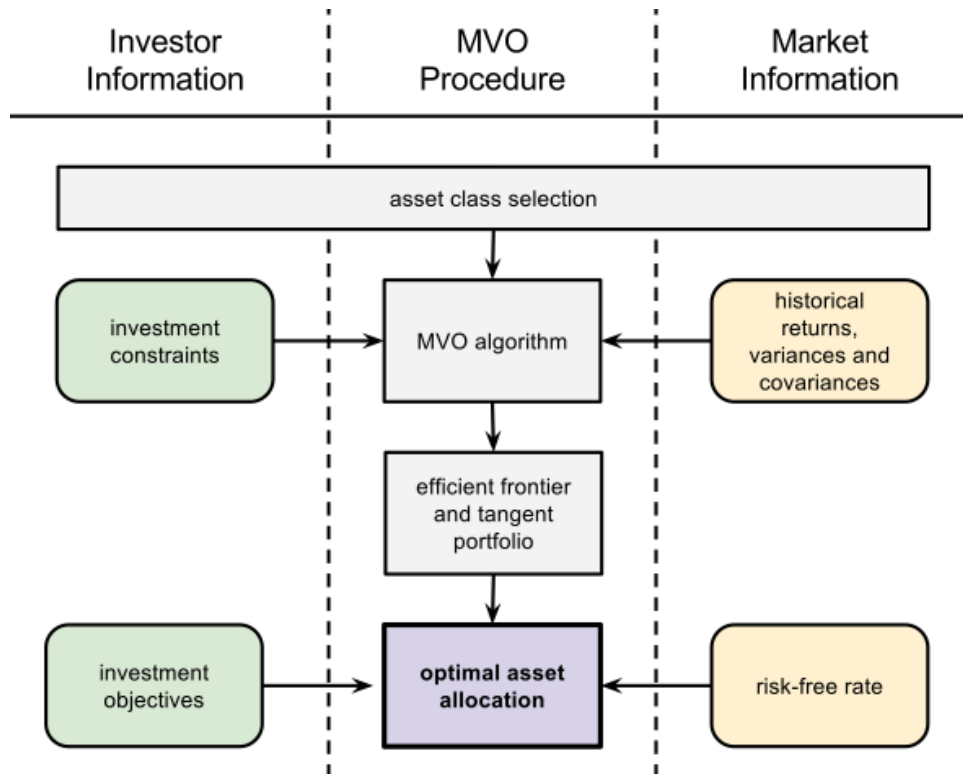 Investor
Information
MVO
Procedure
Market
Information
asset class selection
investment
constraints
MVO algorithm
historical
returns,
variances and
covariances
efficient frontier
and tangent
portfolio
investment
objectives
optimal asset
allocation
risk-free rate